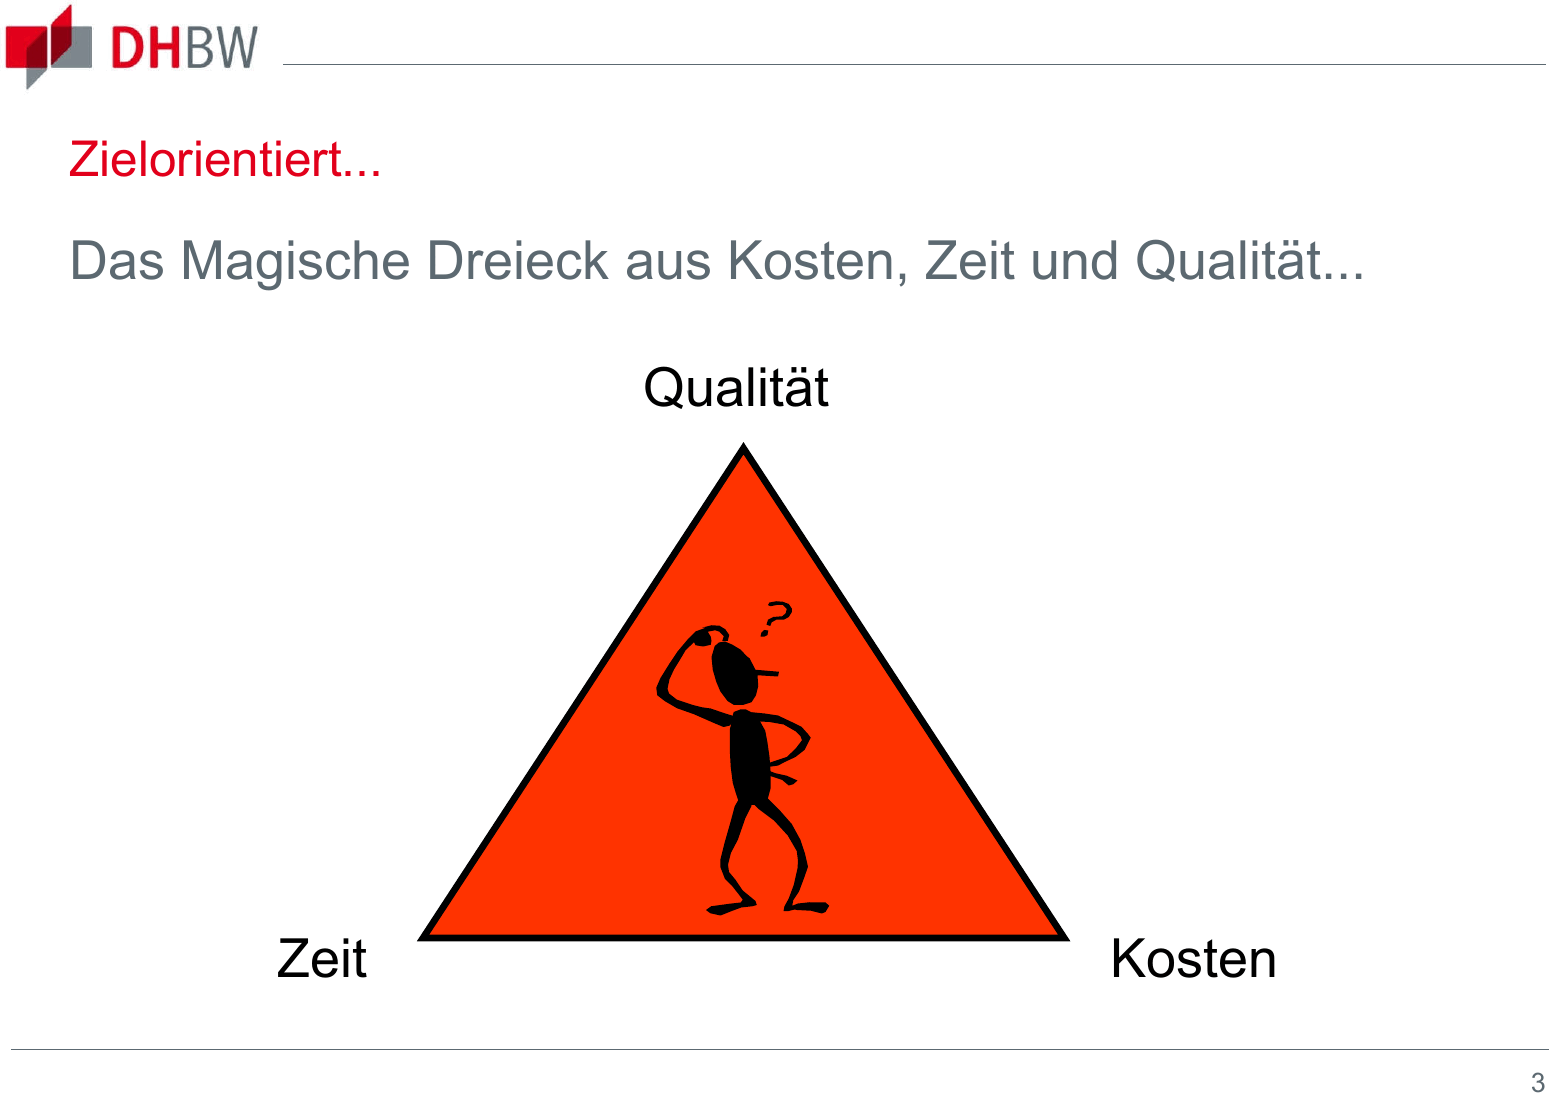 DHBW
Zielorientiert...
Das Magische Dreieck aus Kosten, Zeit und Qualität...
Qualität
?
Zeit
Kosten
3